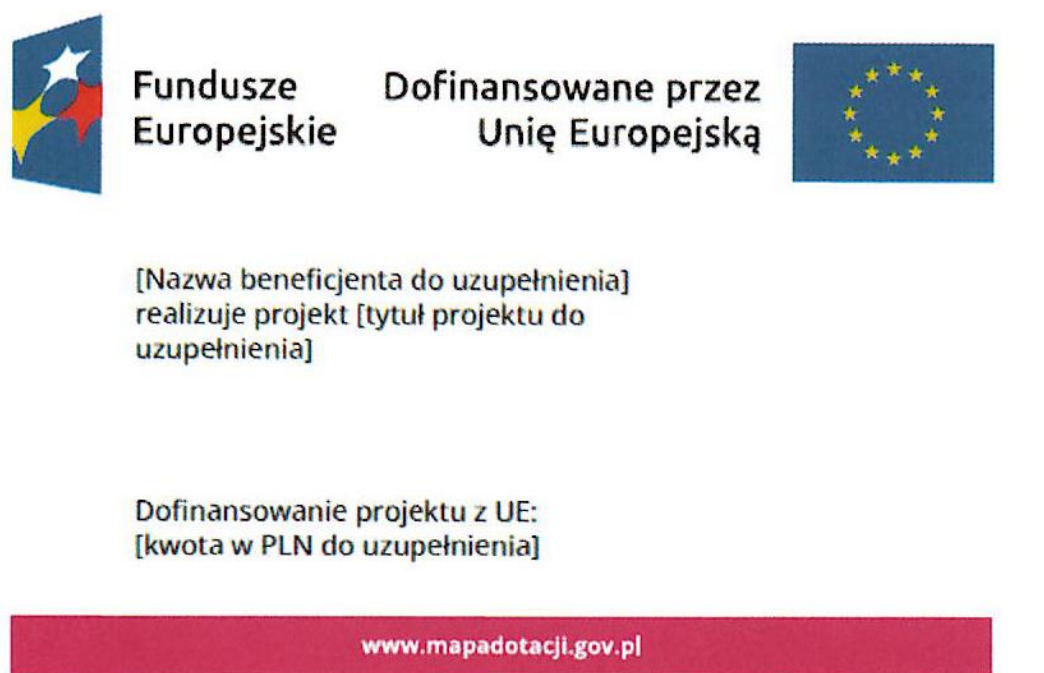 Fundusze
Europejskie
Dofinansowane przez
Unię Europejską
[Nazwa beneficjenta do uzupełnienia]
realizuje projekt [tytuł projektu do
uzupełnienia]
Dofinansowanie projektu z UE:
[kwota w PLN do uzupełnienia]
www.mapadotacji.gov.pl